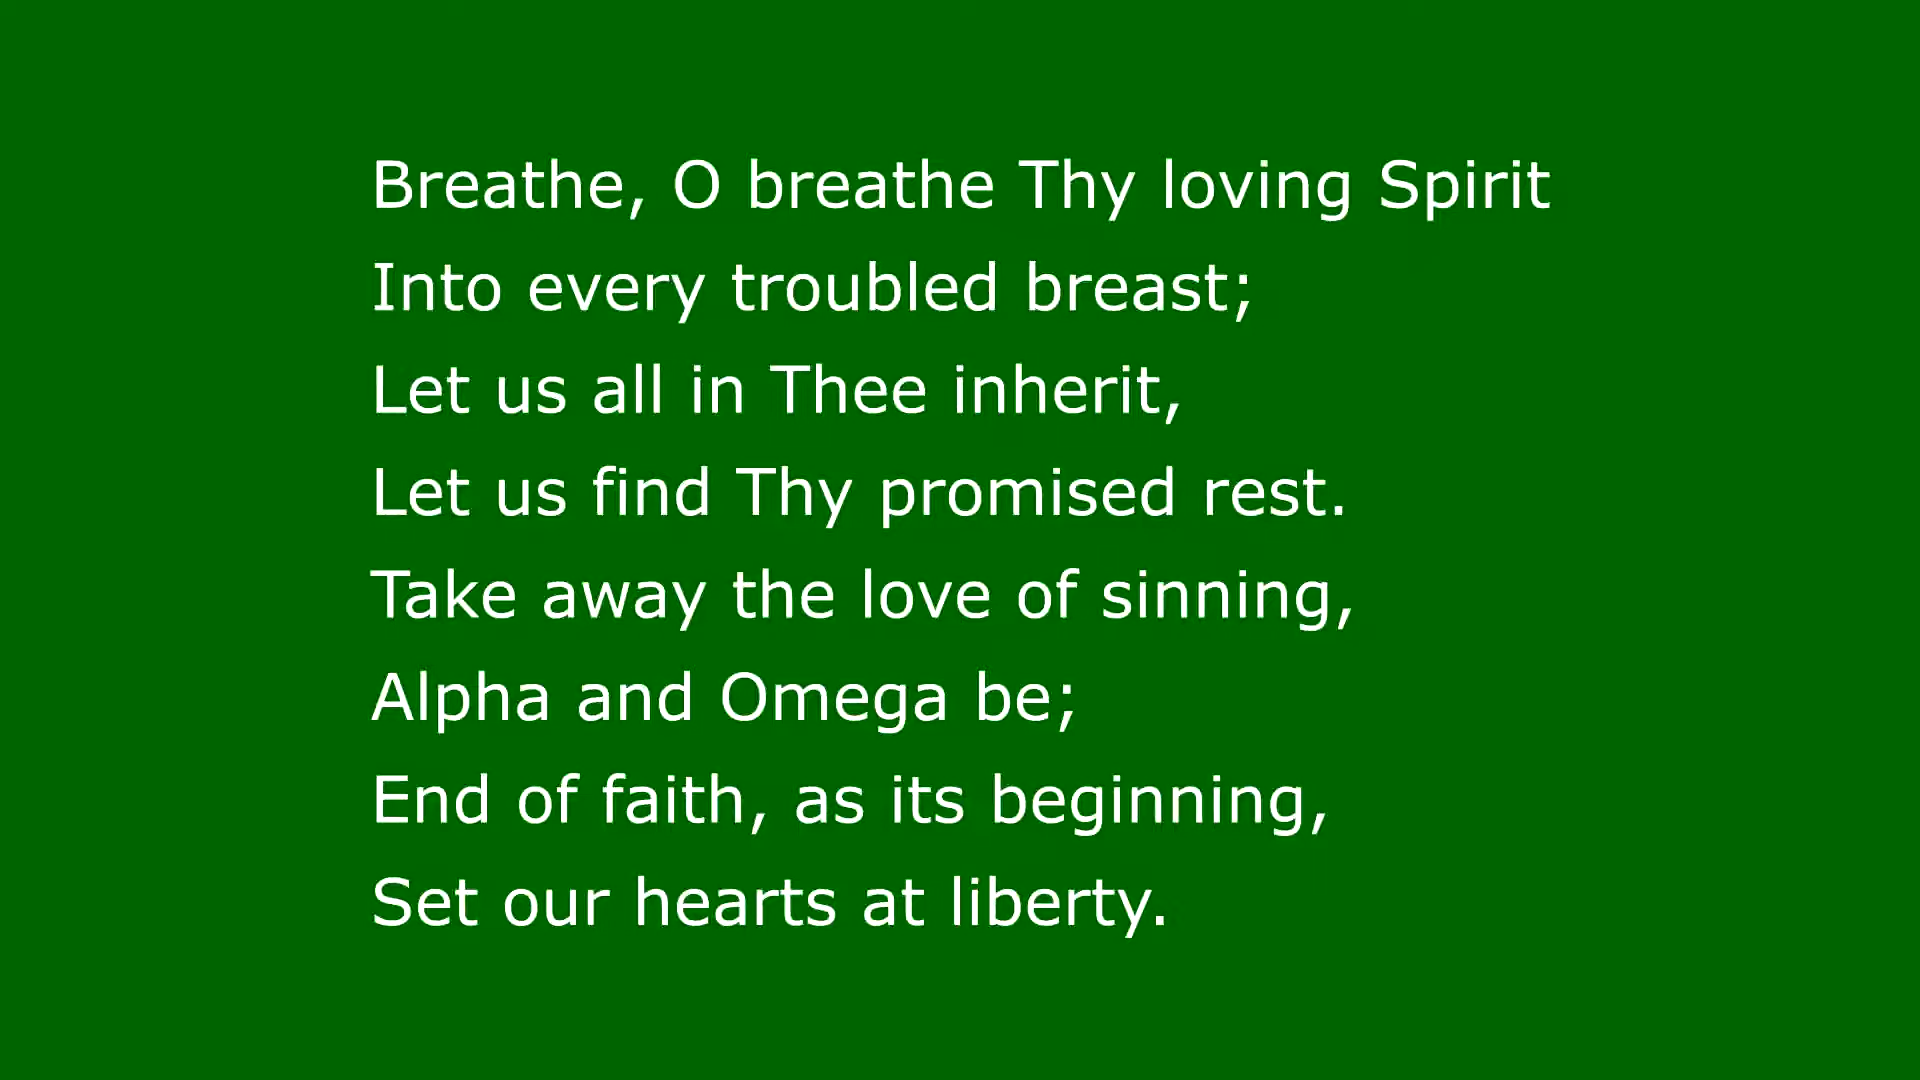 Breathe, O breathe Thy loving Spirit
Into every troubled breast;
Let us all in Thee inherit,
Let us find Thy promised rest.
Take away the love of sinning,
Alpha and Omega be;
End of faith, as its beginning,
Set our hearts at liberty.